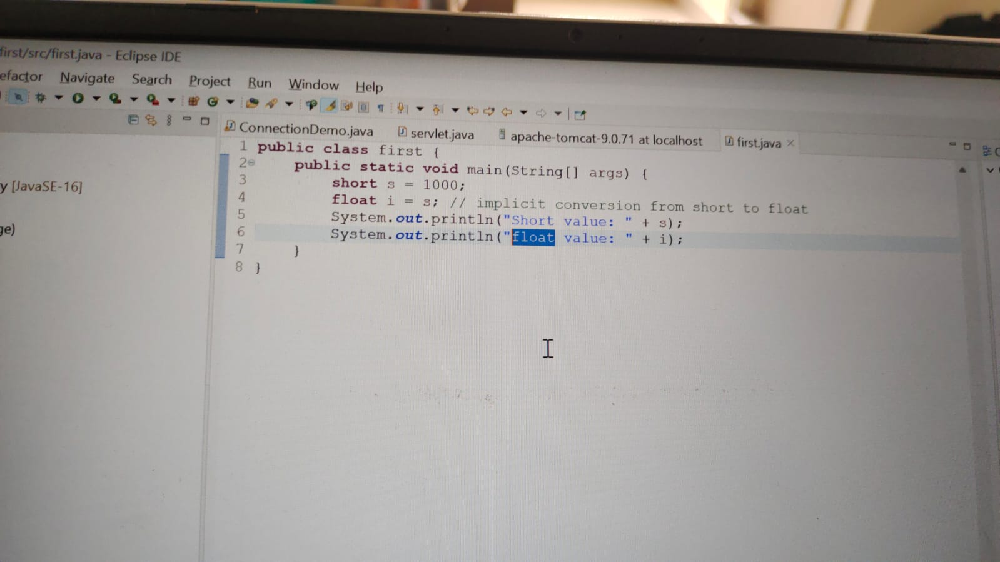 first/src/first.java - Eclipse IDE
efactor Navigate Search Project Run Window Help
ConnectionDemo.java servlet.java apache-tomcat-9.0.71 at localhost first.java
y [JavaSE-16]
ge)
1 public class first {
2 public static void main(String[] args) {
3 short s = 1000;
4 float i = s; // implicit conversion from short to float
5 System.out.println("Short value: " + s);
6 System.out.println("float value: " + i);
7 }
8 }